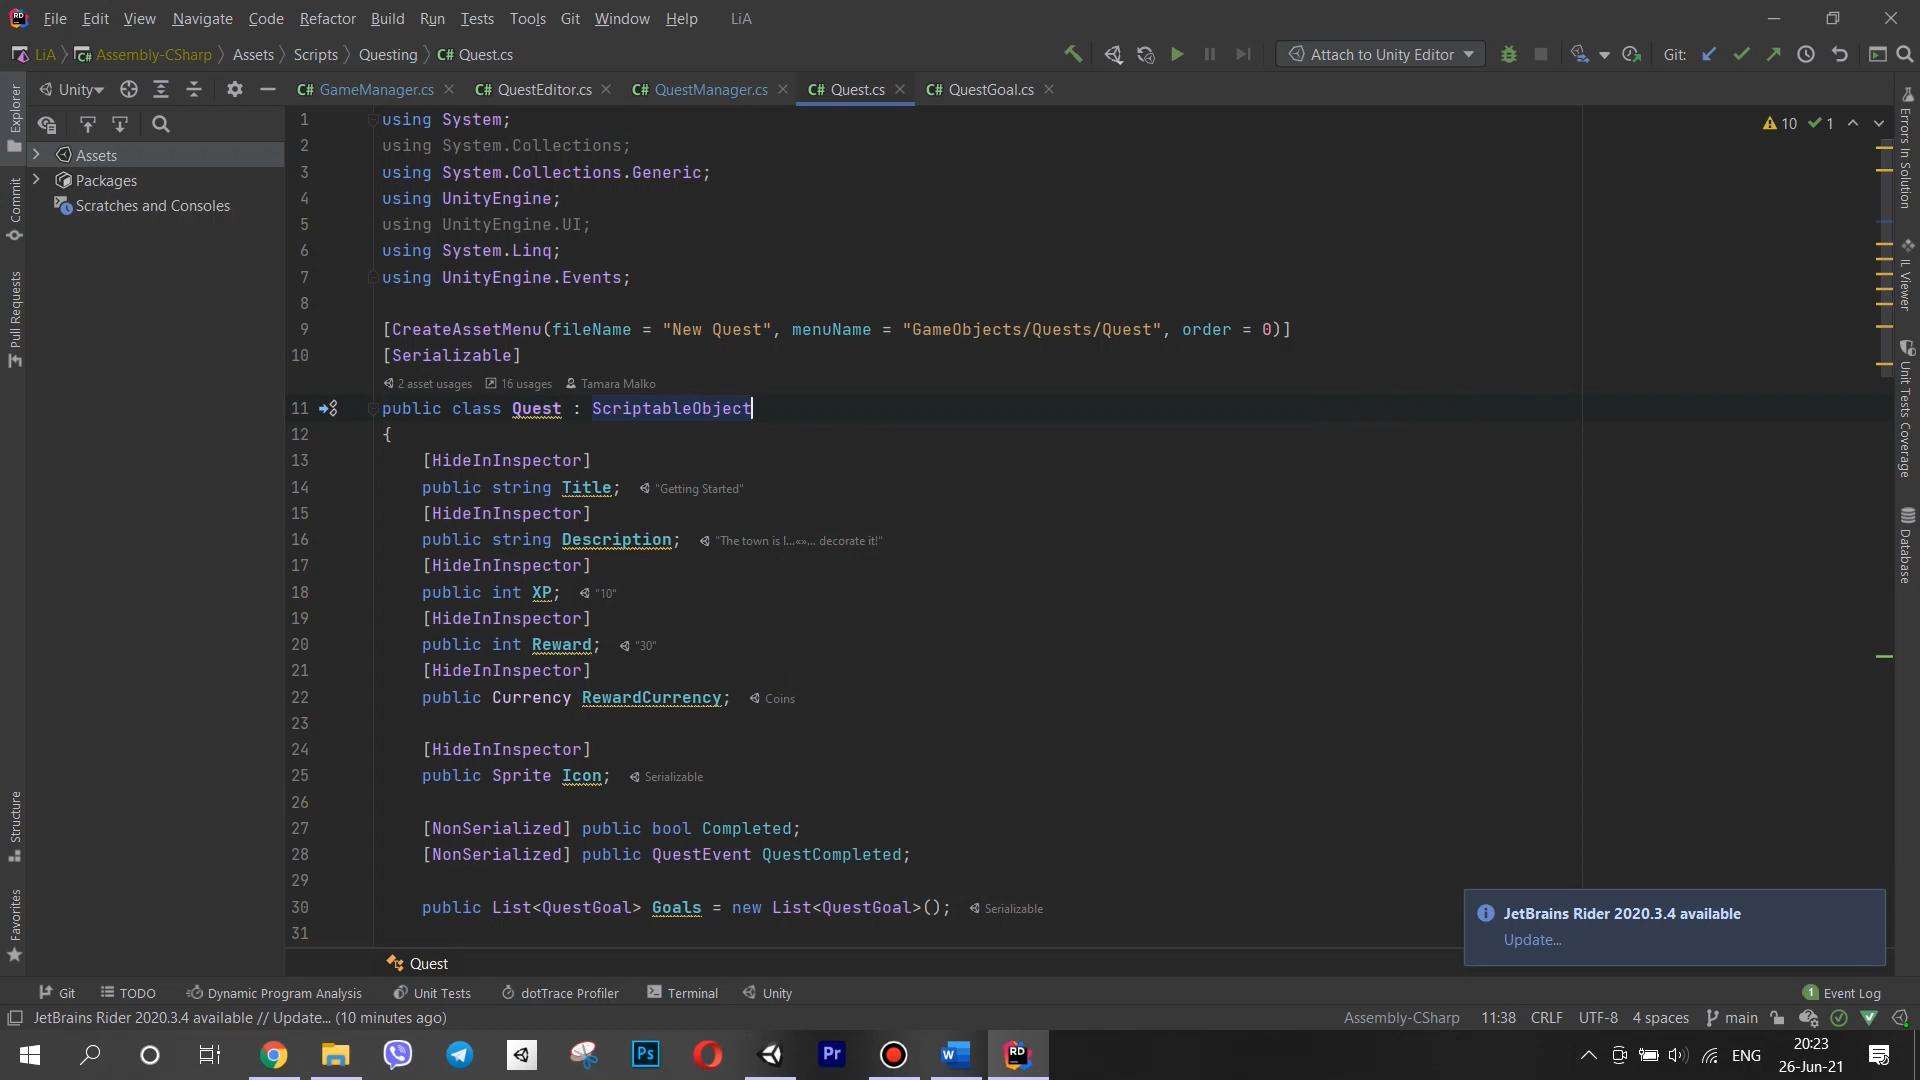 File Edit View Navigate Code Refactor Build Run Tests Tools Git Window Help LiA
LiA Assembly-CSharp Assets Scripts Questing C# Quest.cs Attach to Unity Editor Git:
Unity C# GameManager.cs C# QuestEditor.cs C# QuestManager.cs C# Quest.cs C# QuestGoal.cs
Explorer
Commit
Pull Requests
Structure
Favorites
Assets
Packages
Scratches and Consoles
10 1
1 using System;
2 using System.Collections;
3 using System.Collections.Generic;
4 using UnityEngine;
5 using UnityEngine.UI;
6 using System.Linq;
7 using UnityEngine.Events;
8
9 [CreateAssetMenu(fileName = "New Quest", menuName = "GameObjects/Quests/Quest", order = 0)]
10 [Serializable]
2 asset usages 16 usages Tamara Malko
11 public class Quest : ScriptableObject
12 {
13 [HideInInspector]
14 public string Title; "Getting Started"
15 [HideInInspector]
16 public string Description; "The town is l...«»... decorate it!"
17 [HideInInspector]
18 public int XP; "10"
19 [HideInInspector]
20 public int Reward; "30"
21 [HideInInspector]
22 public Currency RewardCurrency; Coins
23
24 [HideInInspector]
25 public Sprite Icon; Serializable
26
27 [NonSerialized] public bool Completed;
28 [NonSerialized] public QuestEvent QuestCompleted;
29
30 public List<QuestGoal> Goals = new List<QuestGoal>(); Serializable
31
Errors In Solution
IL Viewer
Unit Tests Coverage
Database
JetBrains Rider 2020.3.4 available
Update...
Quest
Git TODO Dynamic Program Analysis Unit Tests dotTrace Profiler Terminal Unity 1 Event Log
JetBrains Rider 2020.3.4 available // Update... (10 minutes ago) Assembly-CSharp 11:38 CRLF UTF-8 4 spaces main
Ps Pr W RD ENG
20:23
26-Jun-21